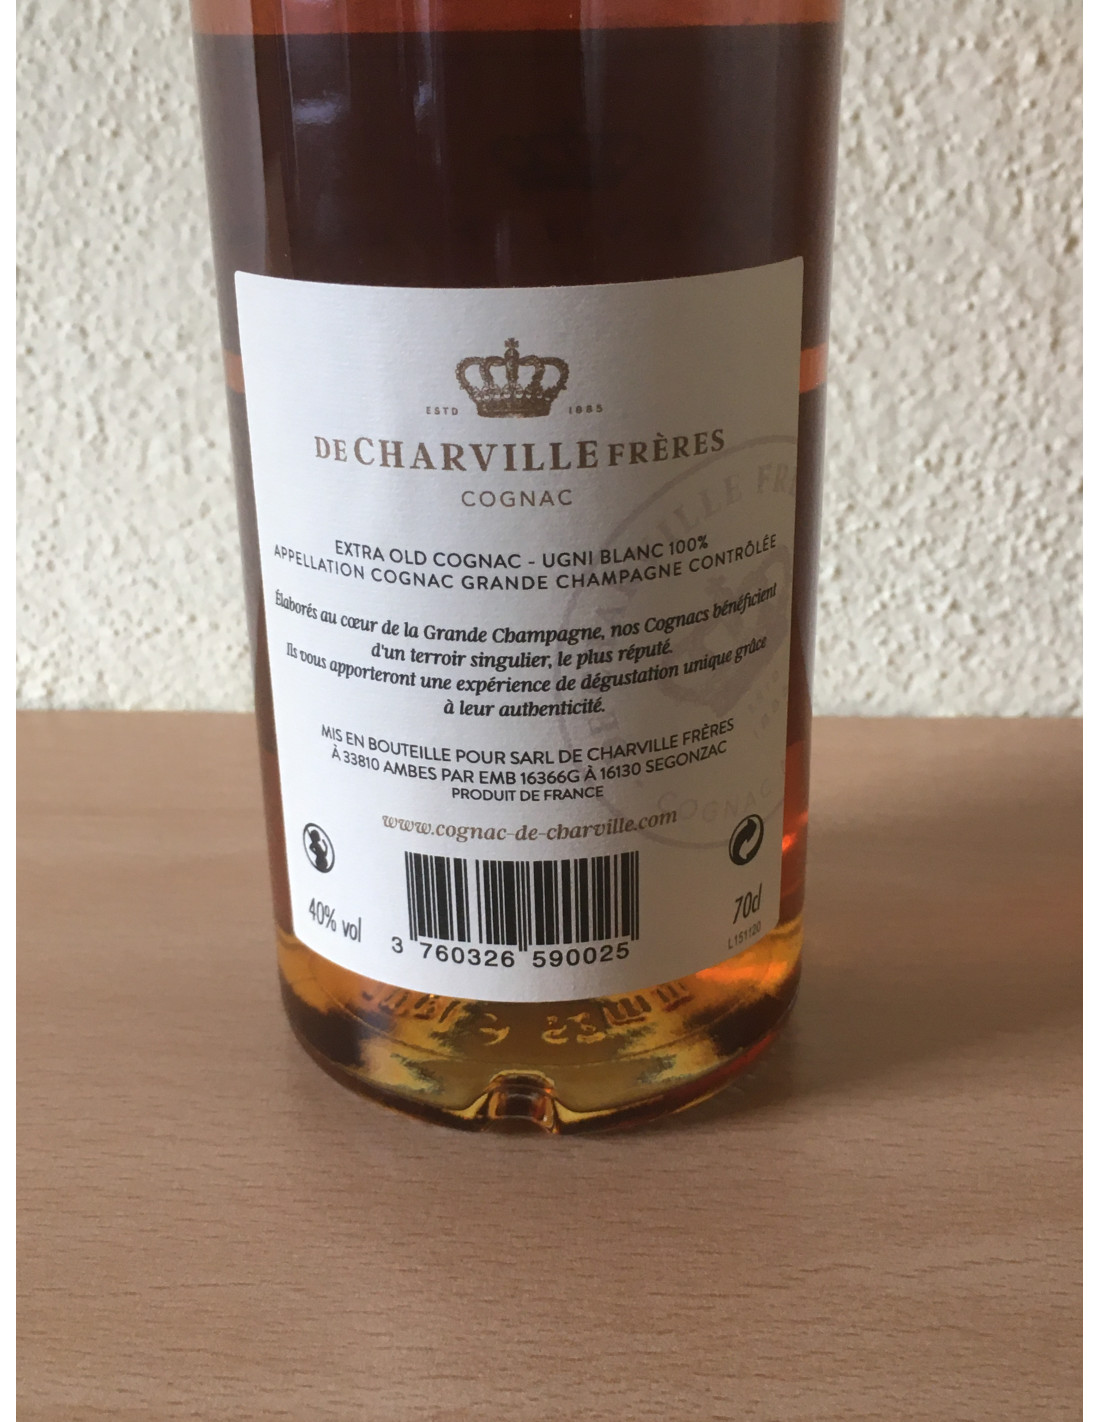 ESTD 1885
DE CHARVILLE FRÈRES
COGNAC
EXTRA OLD COGNAC - UGNI BLANC 100%
APPELLATION COGNAC GRANDE CHAMPAGNE CONTRÔLÉE
Élaborés au cœur de la Grande Champagne, nos Cognacs bénéficient
d'un terroir singulier, le plus réputé.
Ils vous apporteront une expérience de dégustation unique grâce
à leur authenticité.
MIS EN BOUTEILLE POUR SARL DE CHARVILLE FRÈRES
À 33810 AMBES PAR EMB 16366G À 16130 SEGONZAC
PRODUIT DE FRANCE
www.cognac-de-charville.com
40% vol
3 760326 590025
70cl
L151120